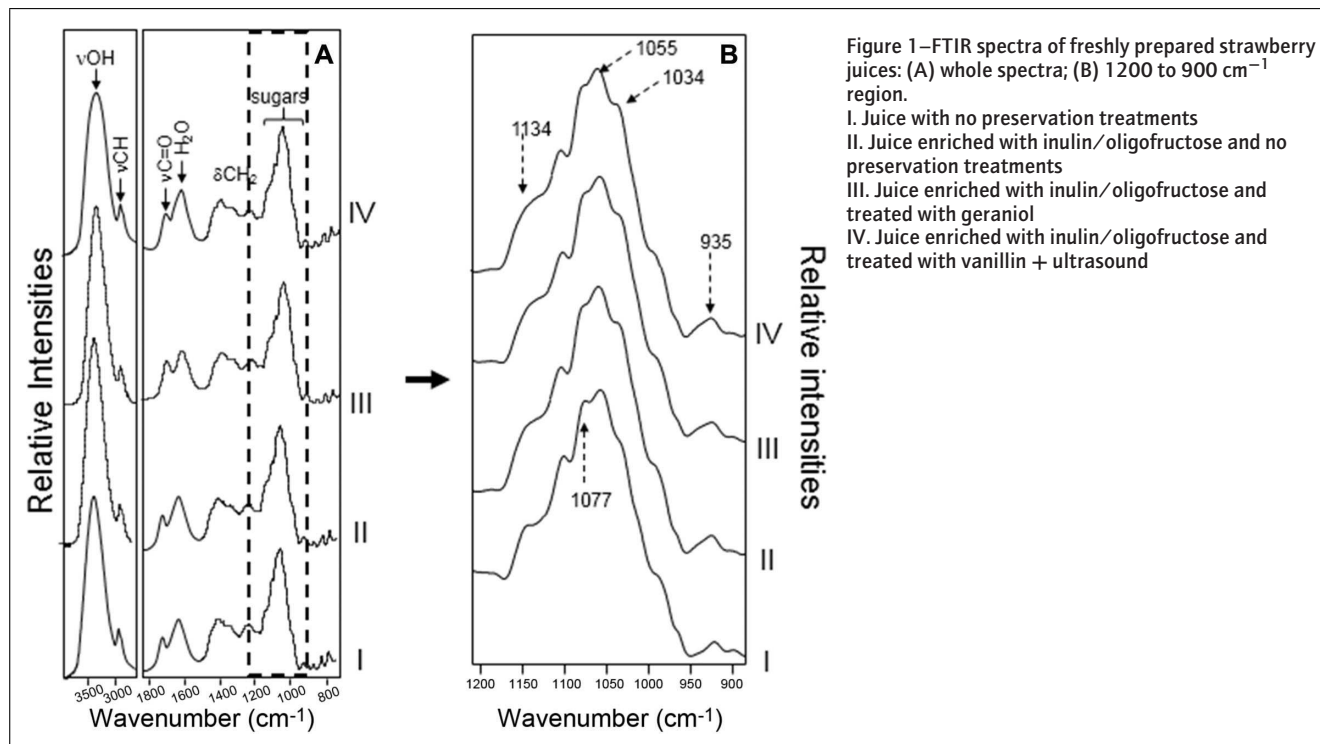 A
νOH
νCH
νC=O
H₂O
δCH₂
sugars
IV
III
II
I
Relative Intensities
3500 3000 1800 1600 1400 1200 1000 800
Wavenumber (cm⁻¹)
B
1055
1034
1134
935
1077
IV
III
II
I
Relative intensities
1200 1150 1100 1050 1000 950 900
Wavenumber (cm⁻¹)
Figure 1–FTIR spectra of freshly prepared strawberry
juices: (A) whole spectra; (B) 1200 to 900 cm⁻¹
region.
I. Juice with no preservation treatments
II. Juice enriched with inulin/oligofructose and no
preservation treatments
III. Juice enriched with inulin/oligofructose and
treated with geraniol
IV. Juice enriched with inulin/oligofructose and
treated with vanillin + ultrasound